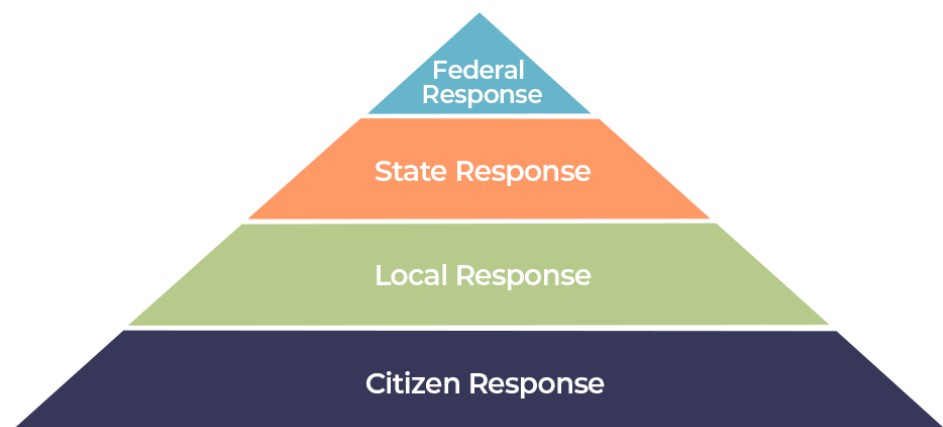 Federal
Response
State Response
Local Response
Citizen Response